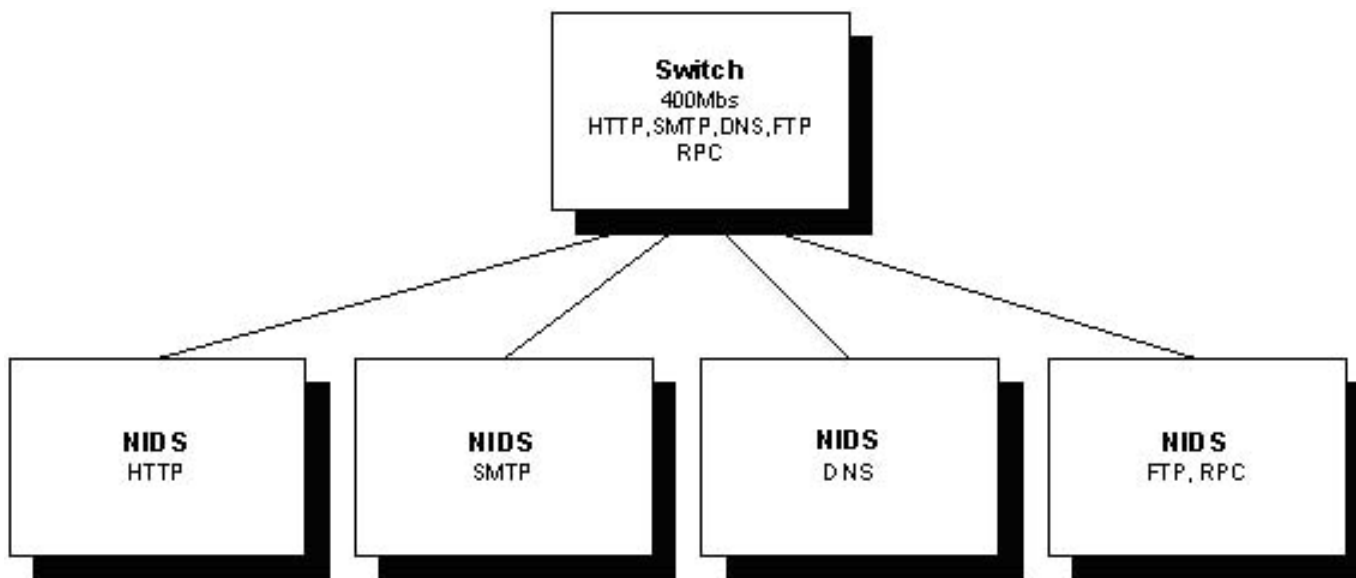 Switch
400Mbs
HTTP,SMTP,DNS,FTP
RPC
NIDS
HTTP
NIDS
SMTP
NIDS
DNS
NIDS
FTP, RPC